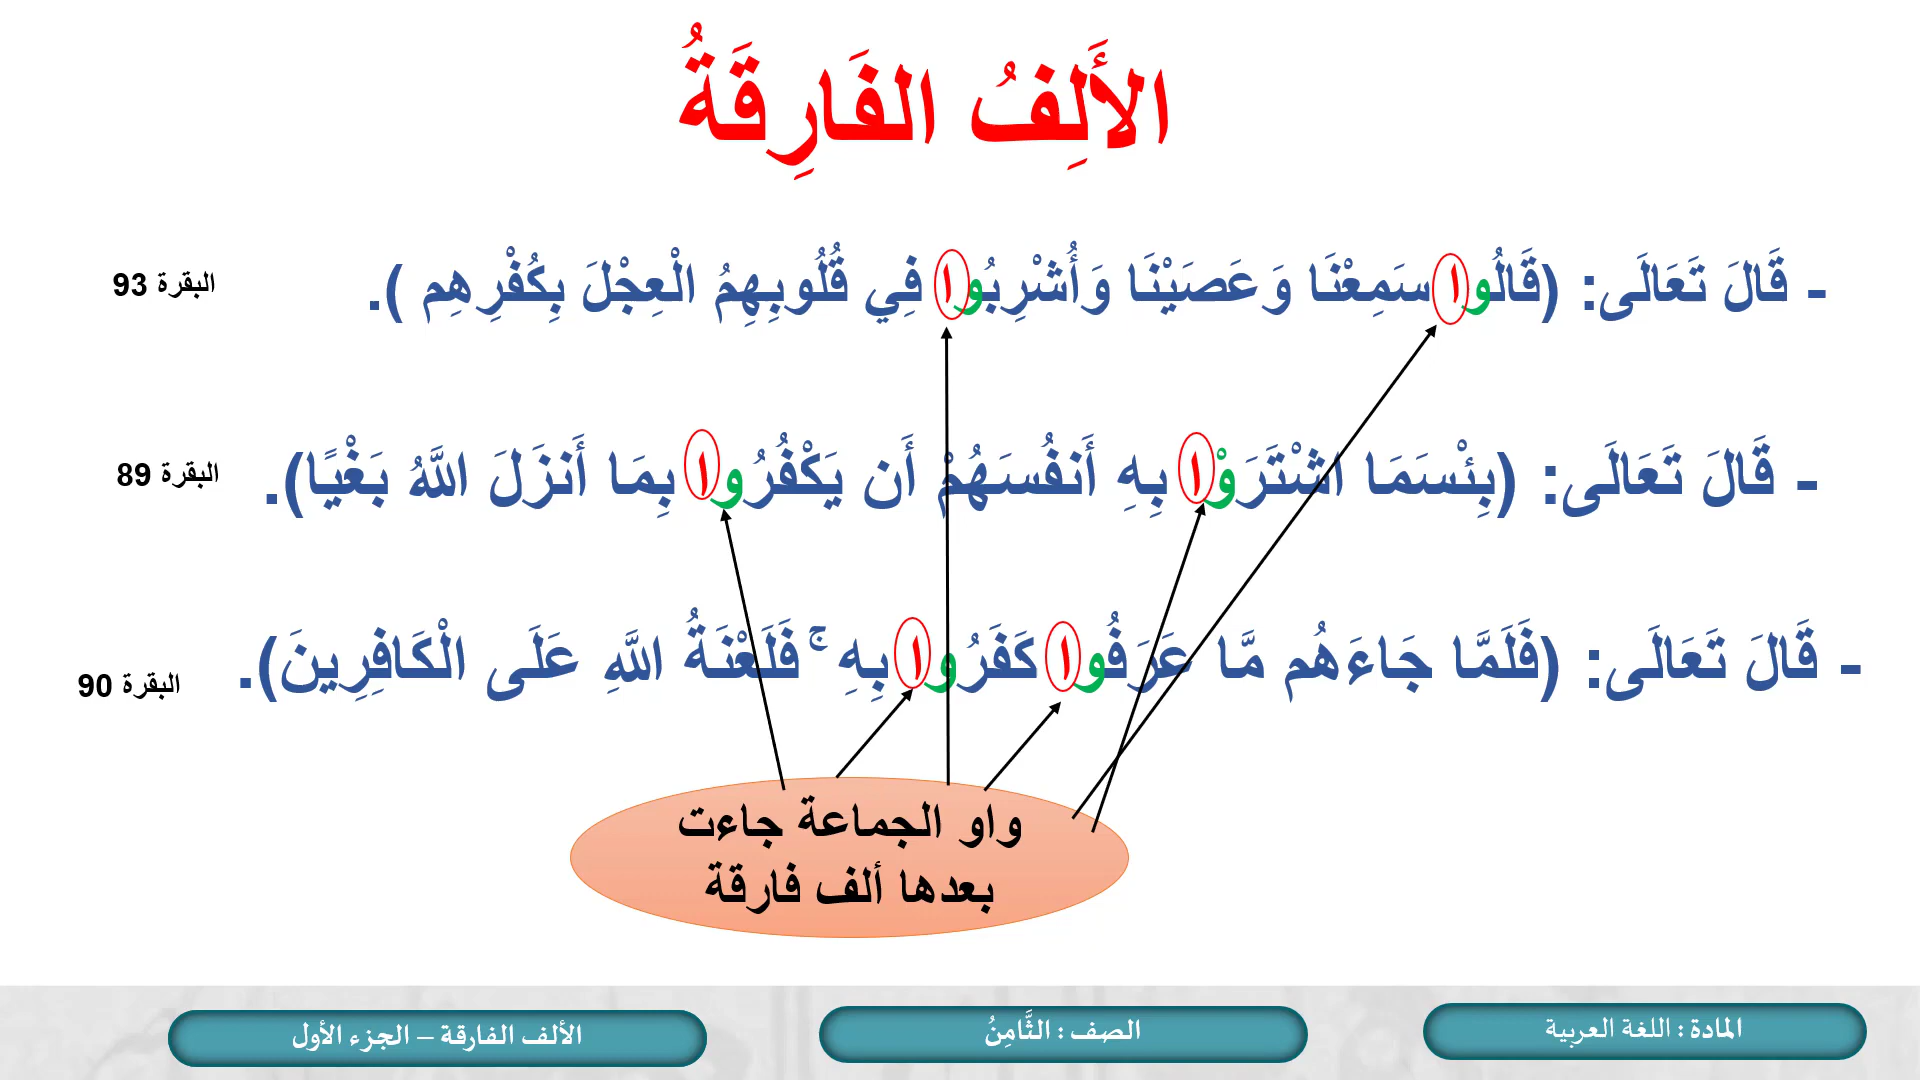 الأَلِفُ الفَارِقَةُ
- قَالَ تَعَالَى: (قَالُوا سَمِعْنَا وَعَصَيْنَا وَأُشْرِبُوا فِي قُلُوبِهِمُ الْعِجْلَ بِكُفْرِهِم ). البقرة 93
- قَالَ تَعَالَى: (بِئْسَمَا اشْتَرَوْا بِهِ أَنفُسَهُمْ أَن يَكْفُرُوا بِمَا أَنزَلَ اللَّهُ بَغْيًا). البقرة 89
- قَالَ تَعَالَى: (فَلَمَّا جَاءَهُم مَّا عَرَفُوا كَفَرُوا بِهِ ۚ فَلَعْنَةُ اللَّهِ عَلَى الْكَافِرِينَ). البقرة 90
واو الجماعة جاءت
بعدها ألف فارقة
المادة : اللغة العربية
الصف : الثَّامِنُ
الألف الفارقة – الجزء الأول